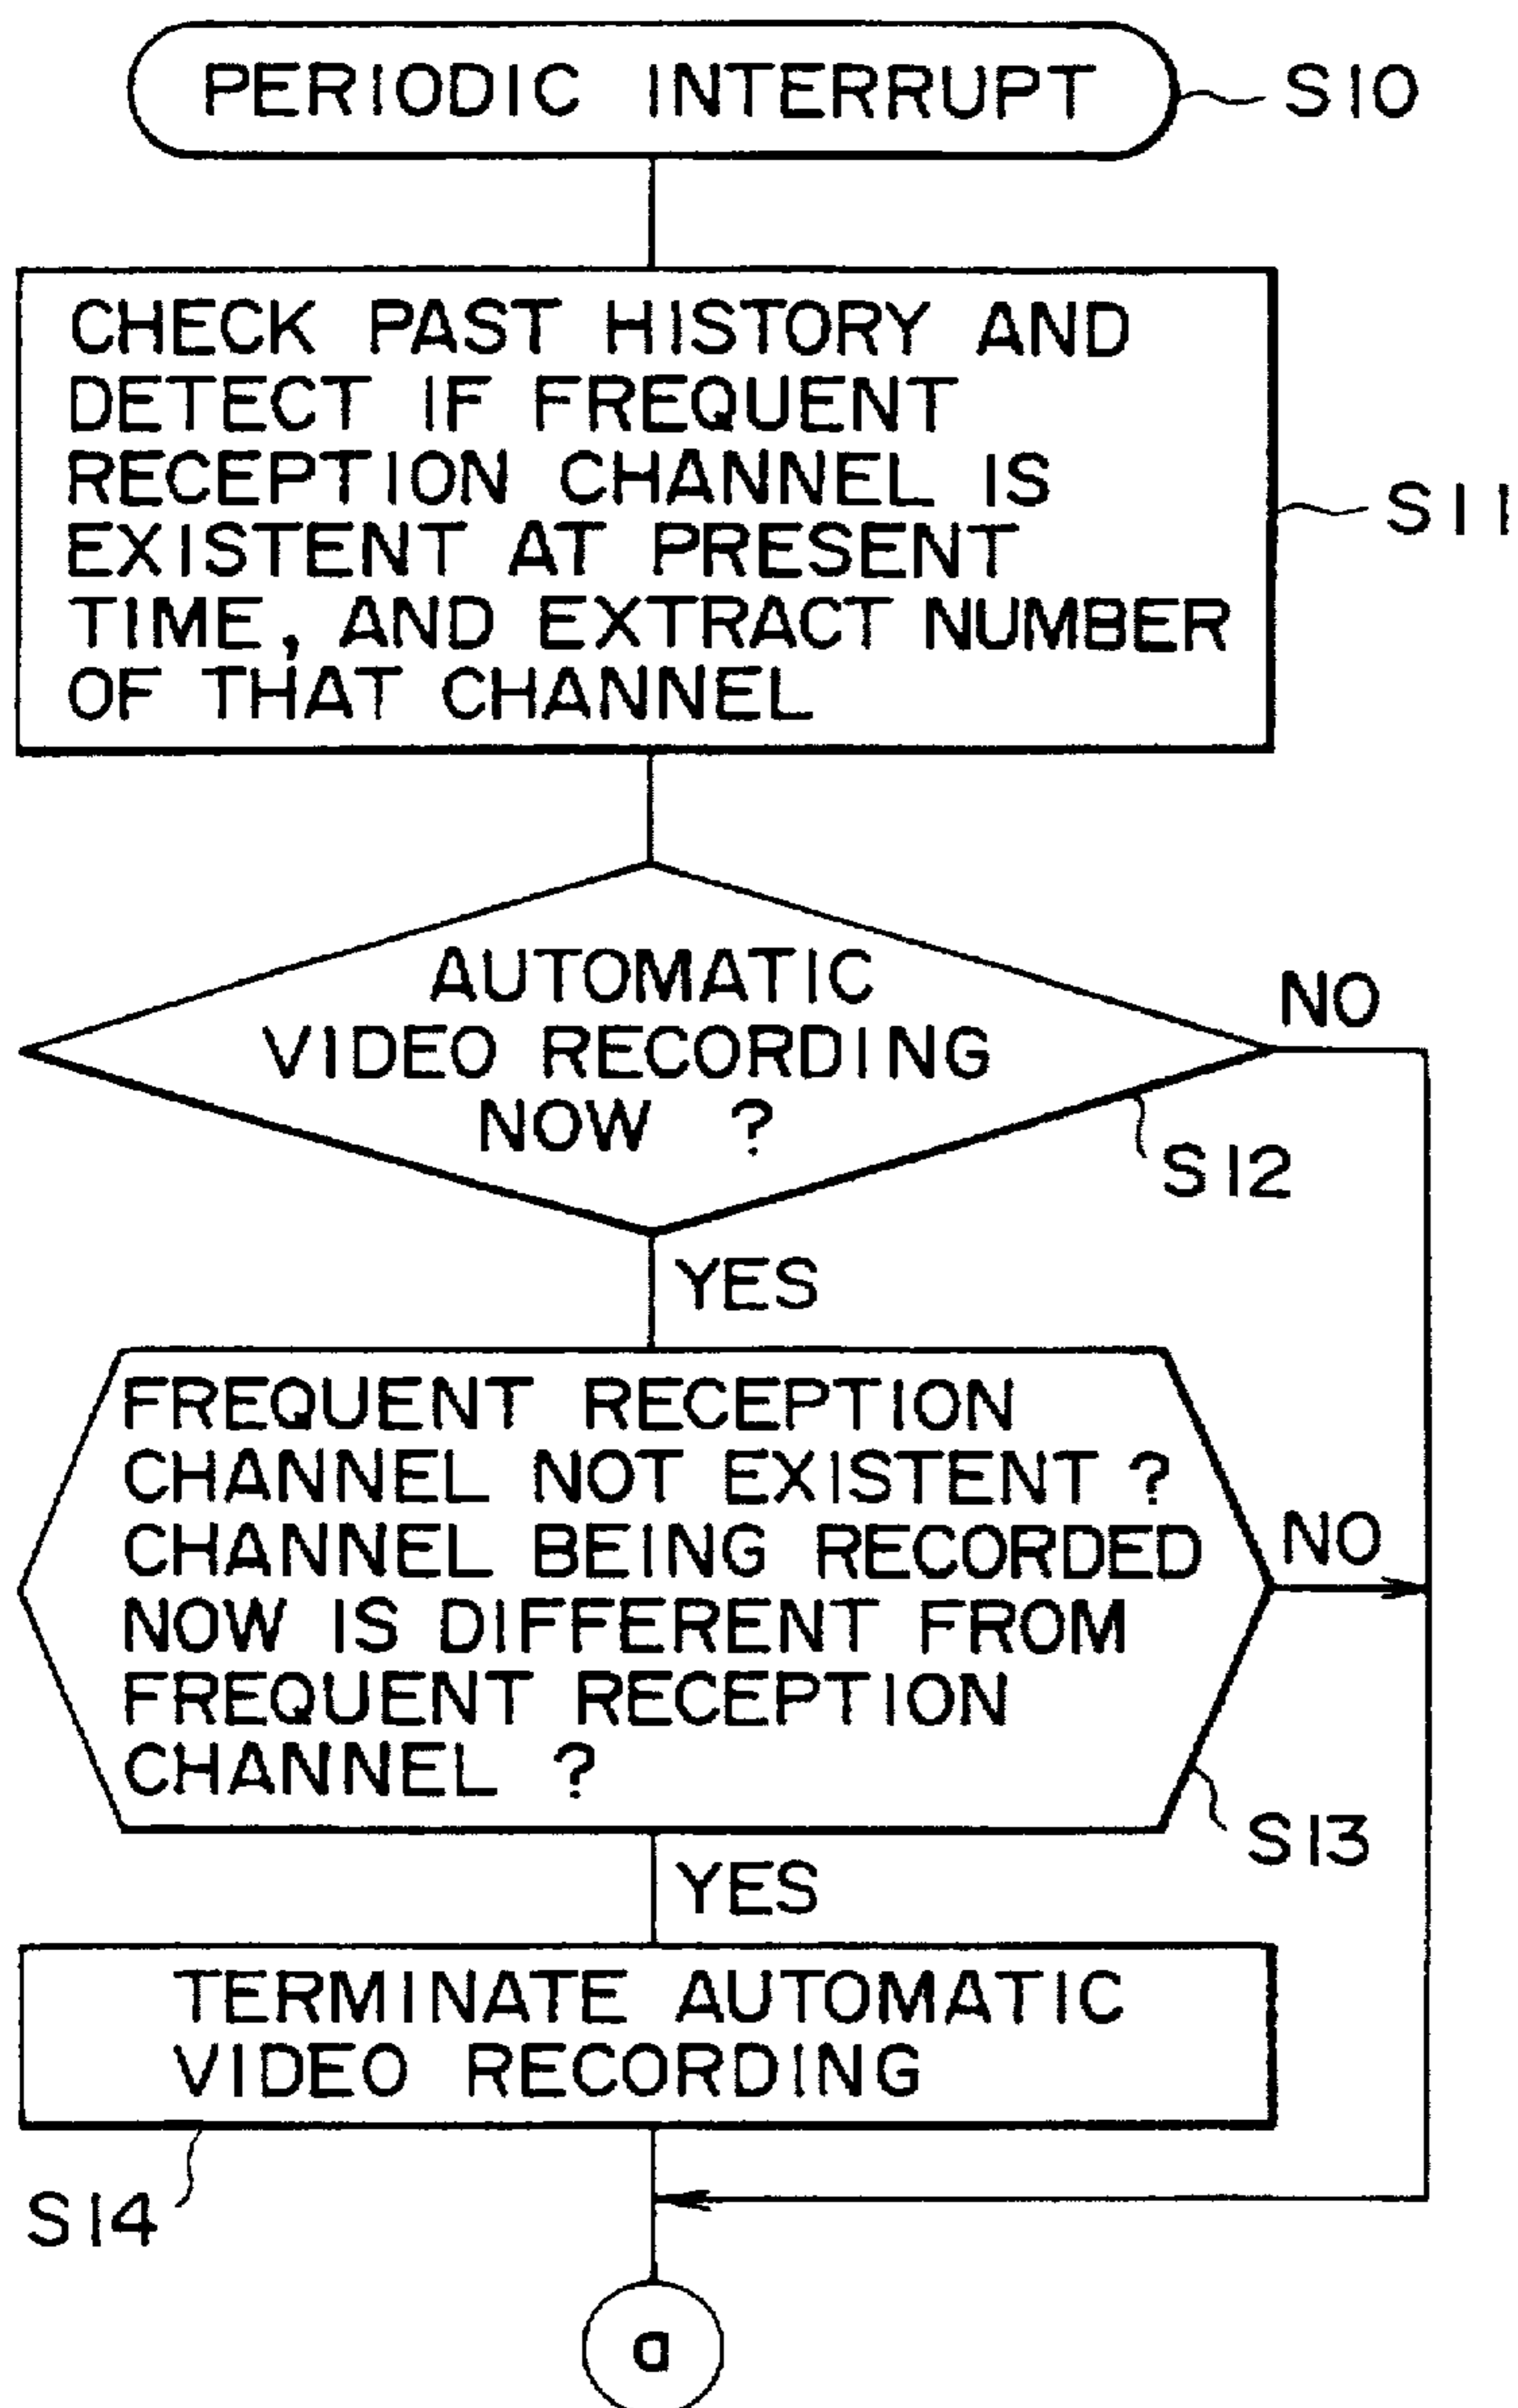 PERIODIC INTERRUPT
S10
CHECK PAST HISTORY AND
DETECT IF FREQUENT
RECEPTION CHANNEL IS
EXISTENT AT PRESENT
TIME, AND EXTRACT NUMBER
OF THAT CHANNEL
S11
AUTOMATIC
VIDEO RECORDING
NOW ?
NO
S12
YES
FREQUENT RECEPTION
CHANNEL NOT EXISTENT ?
CHANNEL BEING RECORDED
NOW IS DIFFERENT FROM
FREQUENT RECEPTION
CHANNEL ?
NO
S13
YES
TERMINATE AUTOMATIC
VIDEO RECORDING
S14
a